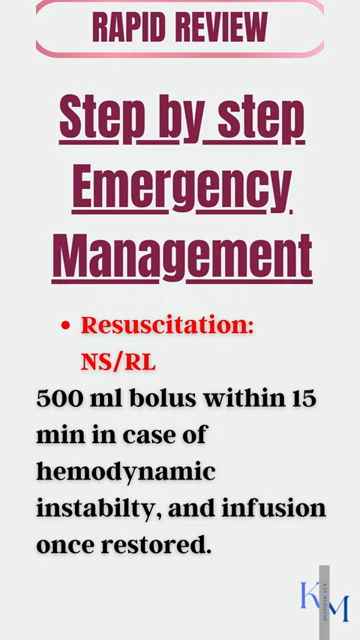 RAPID REVIEW
Step by step
Emergency
Management
• Resuscitation:
NS/RL
500 ml bolus within 15
min in case of
hemodynamic
instabilty, and infusion
once restored.
K M